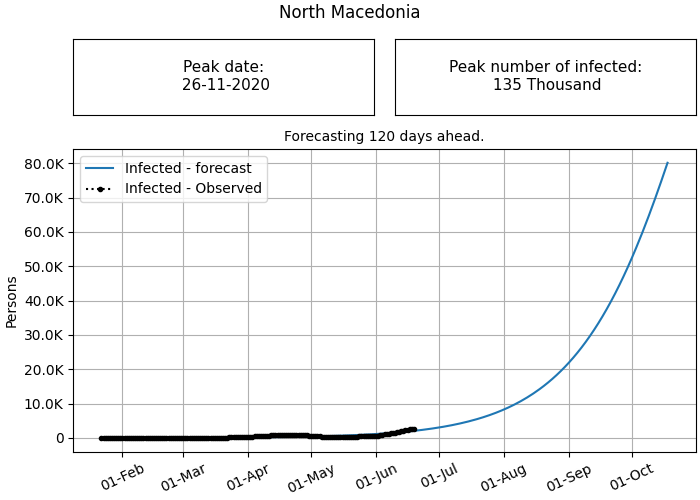 North Macedonia
Peak date:
26-11-2020
Peak number of infected:
135 Thousand
Forecasting 120 days ahead.
Infected - forecast
Infected - Observed
Persons
80.0K
70.0K
60.0K
50.0K
40.0K
30.0K
20.0K
10.0K
0
01-Feb
01-Mar
01-Apr
01-May
01-Jun
01-Jul
01-Aug
01-Sep
01-Oct